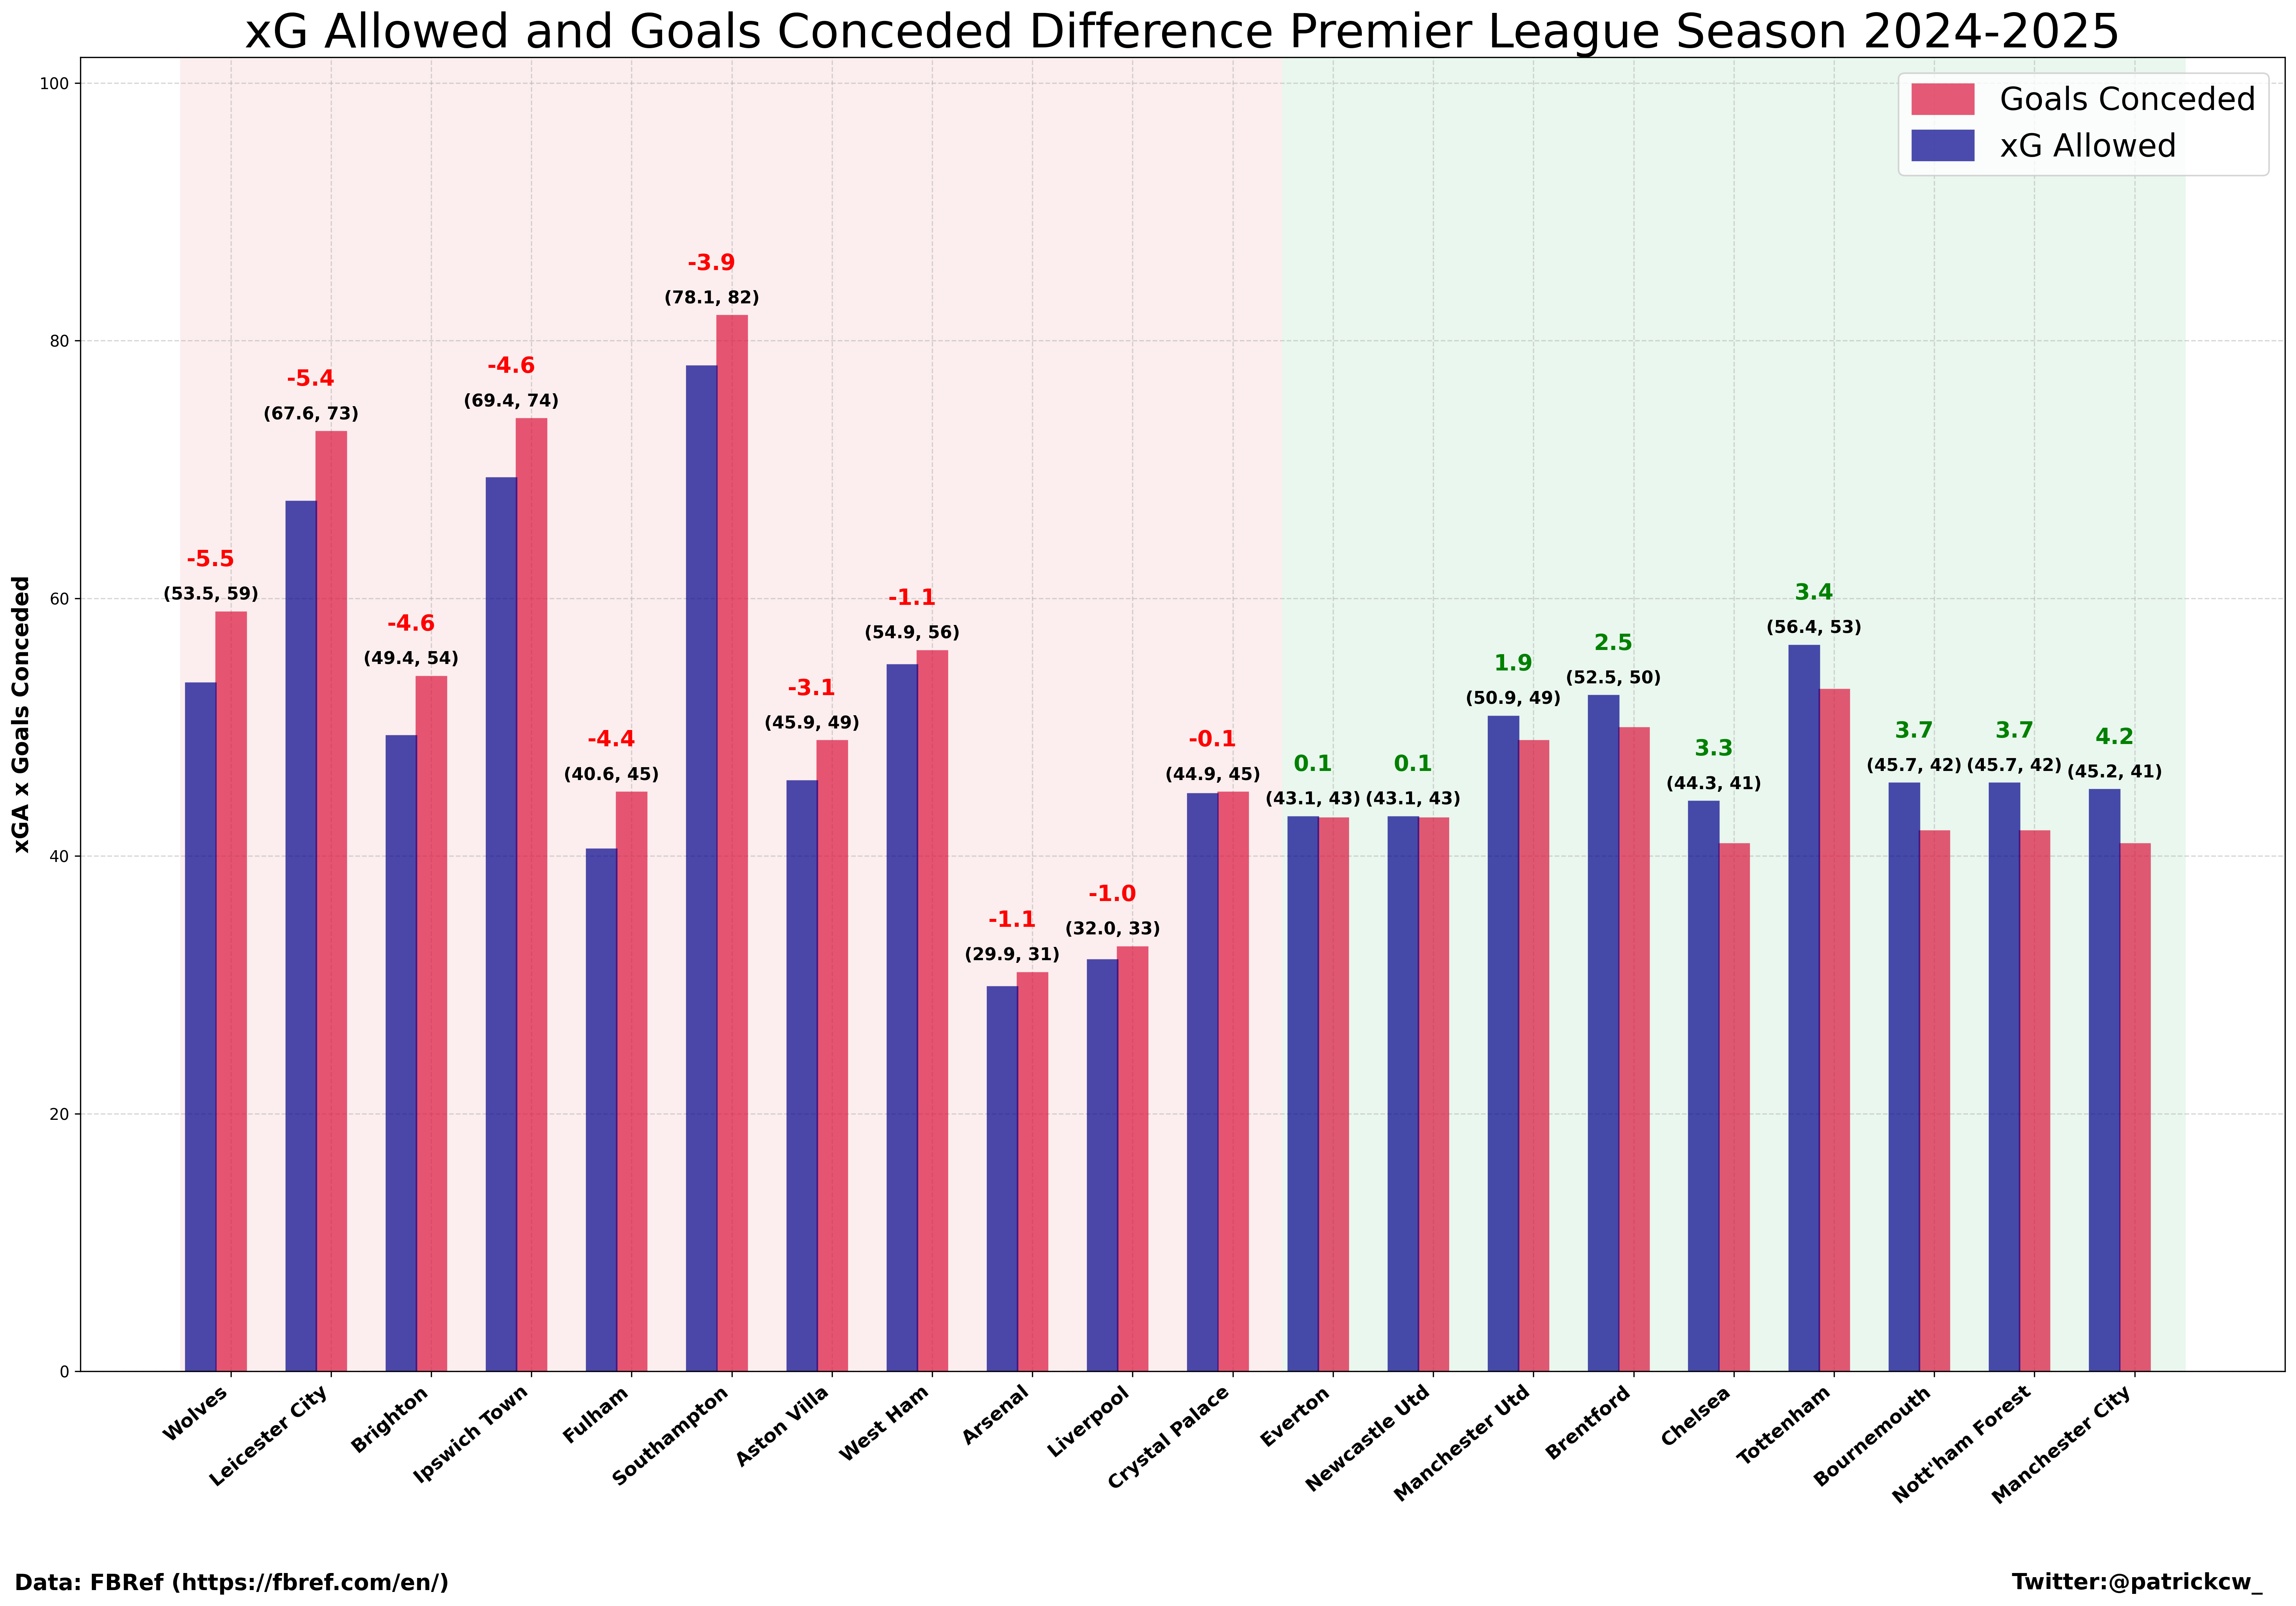 xG Allowed and Goals Conceded Difference Premier League Season 2024-2025
Goals Conceded
xG Allowed
xGA x Goals Conceded
100
80
60
40
20
0
-5.5
(53.5, 59)
-5.4
(67.6, 73)
-4.6
(49.4, 54)
-4.6
(69.4, 74)
-4.4
(40.6, 45)
-3.9
(78.1, 82)
-3.1
(45.9, 49)
-1.1
(54.9, 56)
-1.1
(29.9, 31)
-1.0
(32.0, 33)
-0.1
(44.9, 45)
0.1
(43.1, 43)
0.1
(43.1, 43)
1.9
(50.9, 49)
2.5
(52.5, 50)
3.3
(44.3, 41)
3.4
(56.4, 53)
3.7
(45.7, 42)
3.7
(45.7, 42)
4.2
(45.2, 41)
Wolves
Leicester City
Brighton
Ipswich Town
Fulham
Southampton
Aston Villa
West Ham
Arsenal
Liverpool
Crystal Palace
Everton
Newcastle Utd
Manchester Utd
Brentford
Chelsea
Tottenham
Bournemouth
Nott'ham Forest
Manchester City
Data: FBRef (https://fbref.com/en/)
Twitter:@patrickcw_